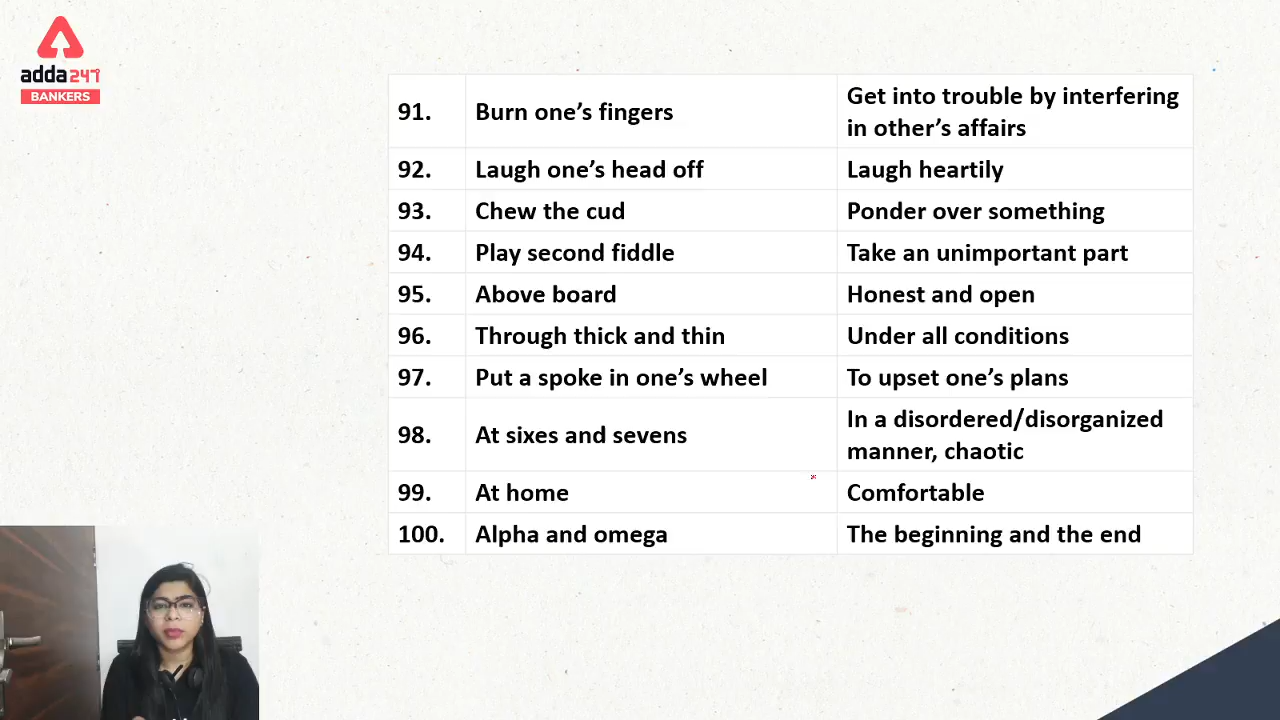 adda247
BANKERS
91. Burn one’s fingers Get into trouble by interfering
in other’s affairs
92. Laugh one’s head off Laugh heartily
93. Chew the cud Ponder over something
94. Play second fiddle Take an unimportant part
95. Above board Honest and open
96. Through thick and thin Under all conditions
97. Put a spoke in one’s wheel To upset one’s plans
98. At sixes and sevens In a disordered/disorganized
manner, chaotic
99. At home Comfortable
100. Alpha and omega The beginning and the end